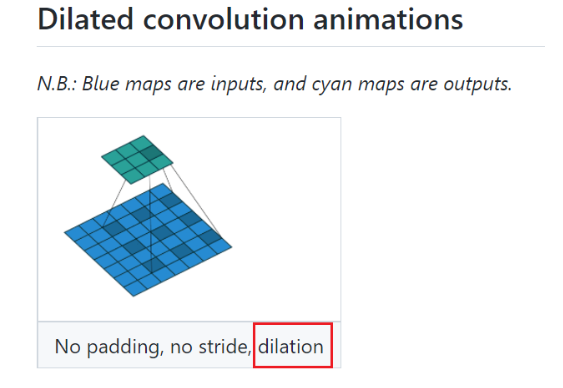 Dilated convolution animations
N.B.: Blue maps are inputs, and cyan maps are outputs.
No padding, no stride, dilation